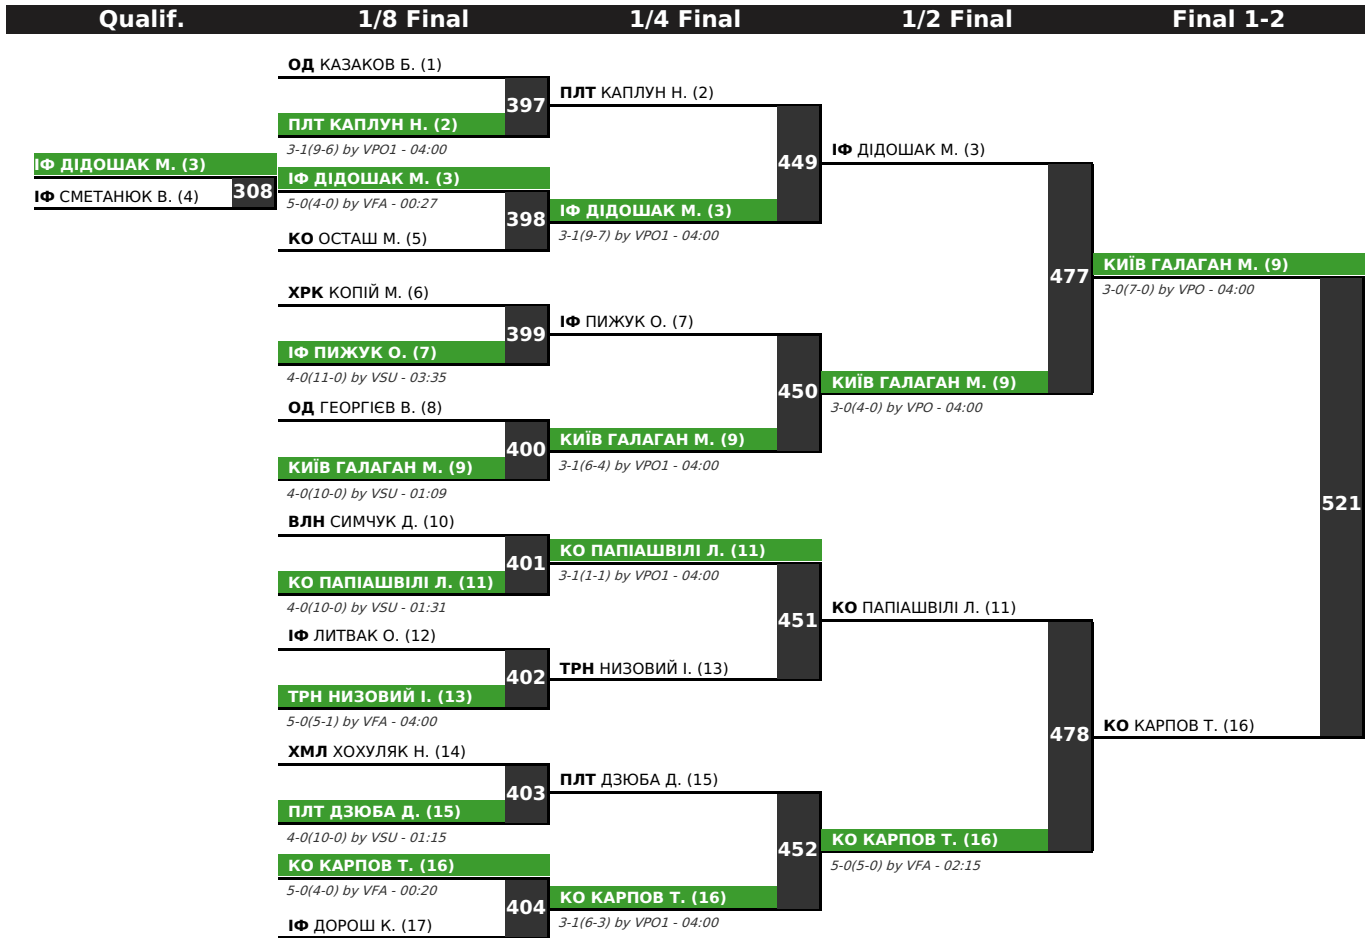 Qualif.
1/8 Final
1/4 Final
1/2 Final
Final 1-2
ІФ ДІДОШАК М. (3)
ІФ СМЕТАНЮК В. (4)
308
ОД КАЗАКОВ Б. (1)
397
ПЛТ КАПЛУН Н. (2)
3-1(9-6) by VPO1 - 04:00
ІФ ДІДОШАК М. (3)
5-0(4-0) by VFA - 00:27
398
КО ОСТАШ М. (5)
ХРК КОПІЙ М. (6)
399
ІФ ПИЖУК О. (7)
4-0(11-0) by VSU - 03:35
ОД ГЕОРГІЄВ В. (8)
400
КИЇВ ГАЛАГАН М. (9)
4-0(10-0) by VSU - 01:09
ВЛН СИМЧУК Д. (10)
401
КО ПАПІАШВІЛІ Л. (11)
4-0(10-0) by VSU - 01:31
ІФ ЛИТВАК О. (12)
402
ТРН НИЗОВИЙ І. (13)
5-0(5-1) by VFA - 04:00
ХМЛ ХОХУЛЯК Н. (14)
403
ПЛТ ДЗЮБА Д. (15)
4-0(10-0) by VSU - 01:15
КО КАРПОВ Т. (16)
5-0(4-0) by VFA - 00:20
404
ІФ ДОРОШ К. (17)
ПЛТ КАПЛУН Н. (2)
449
ІФ ДІДОШАК М. (3)
3-1(9-7) by VPO1 - 04:00
ІФ ПИЖУК О. (7)
450
КИЇВ ГАЛАГАН М. (9)
3-1(6-4) by VPO1 - 04:00
КО ПАПІАШВІЛІ Л. (11)
3-1(1-1) by VPO1 - 04:00
451
ТРН НИЗОВИЙ І. (13)
ПЛТ ДЗЮБА Д. (15)
452
КО КАРПОВ Т. (16)
3-1(6-3) by VPO1 - 04:00
ІФ ДІДОШАК М. (3)
477
КИЇВ ГАЛАГАН М. (9)
3-0(4-0) by VPO - 04:00
КО ПАПІАШВІЛІ Л. (11)
478
КО КАРПОВ Т. (16)
5-0(5-0) by VFA - 02:15
КИЇВ ГАЛАГАН М. (9)
3-0(7-0) by VPO - 04:00
521
КО КАРПОВ Т. (16)